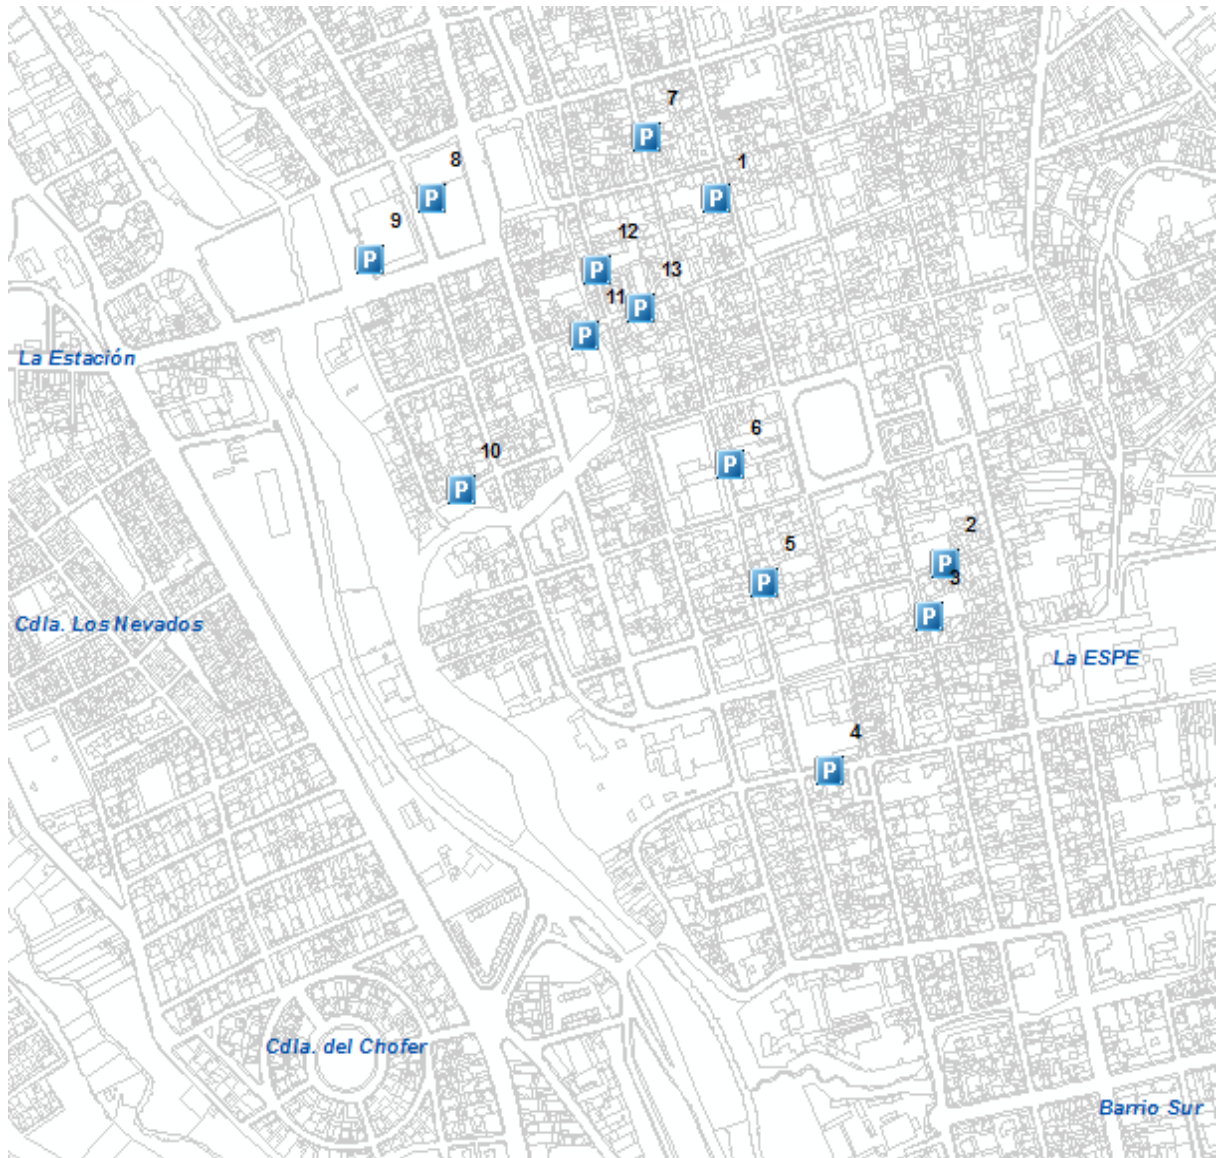 7
P
8
1
P
P
9
12
P
13
P
11
P
P
La Estación
6
10
P
P
2
5
P
3
P
P
Cdla. Los Nevados
La ESPE
4
P
Cdla. del Chofer
Barrio Sur